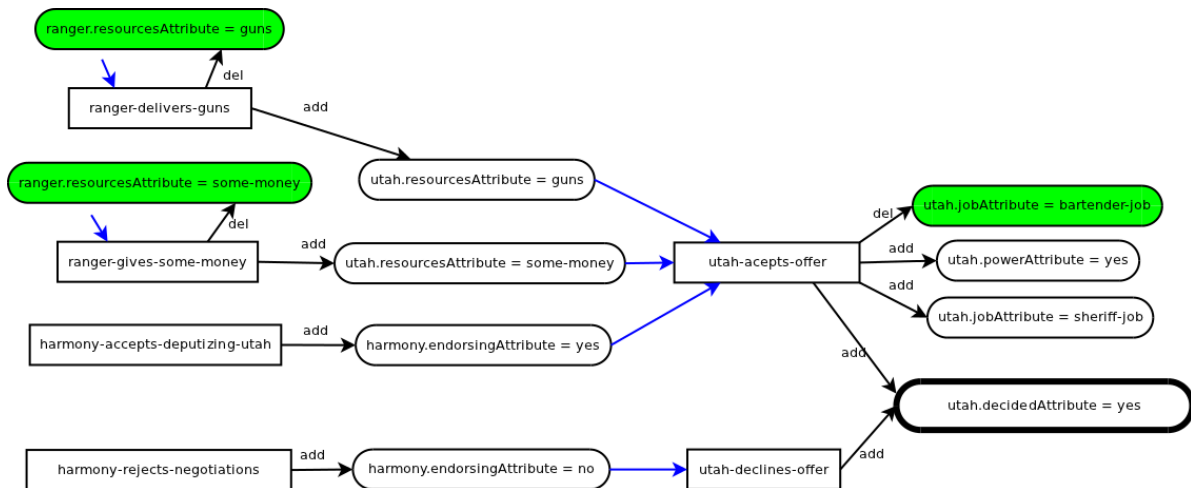 ranger.resourcesAttribute = guns
del
ranger-delivers-guns
add
ranger.resourcesAttribute = some-money
utah.resourcesAttribute = guns
del
ranger-gives-some-money
add
utah.resourcesAttribute = some-money
utah-acepts-offer
del
utah.jobAttribute = bartender-job
add
utah.powerAttribute = yes
add
utah.jobAttribute = sheriff-job
harmony-accepts-deputizing-utah
add
harmony.endorsingAttribute = yes
add
utah.decidedAttribute = yes
harmony-rejects-negotiations
add
harmony.endorsingAttribute = no
utah-declines-offer
add